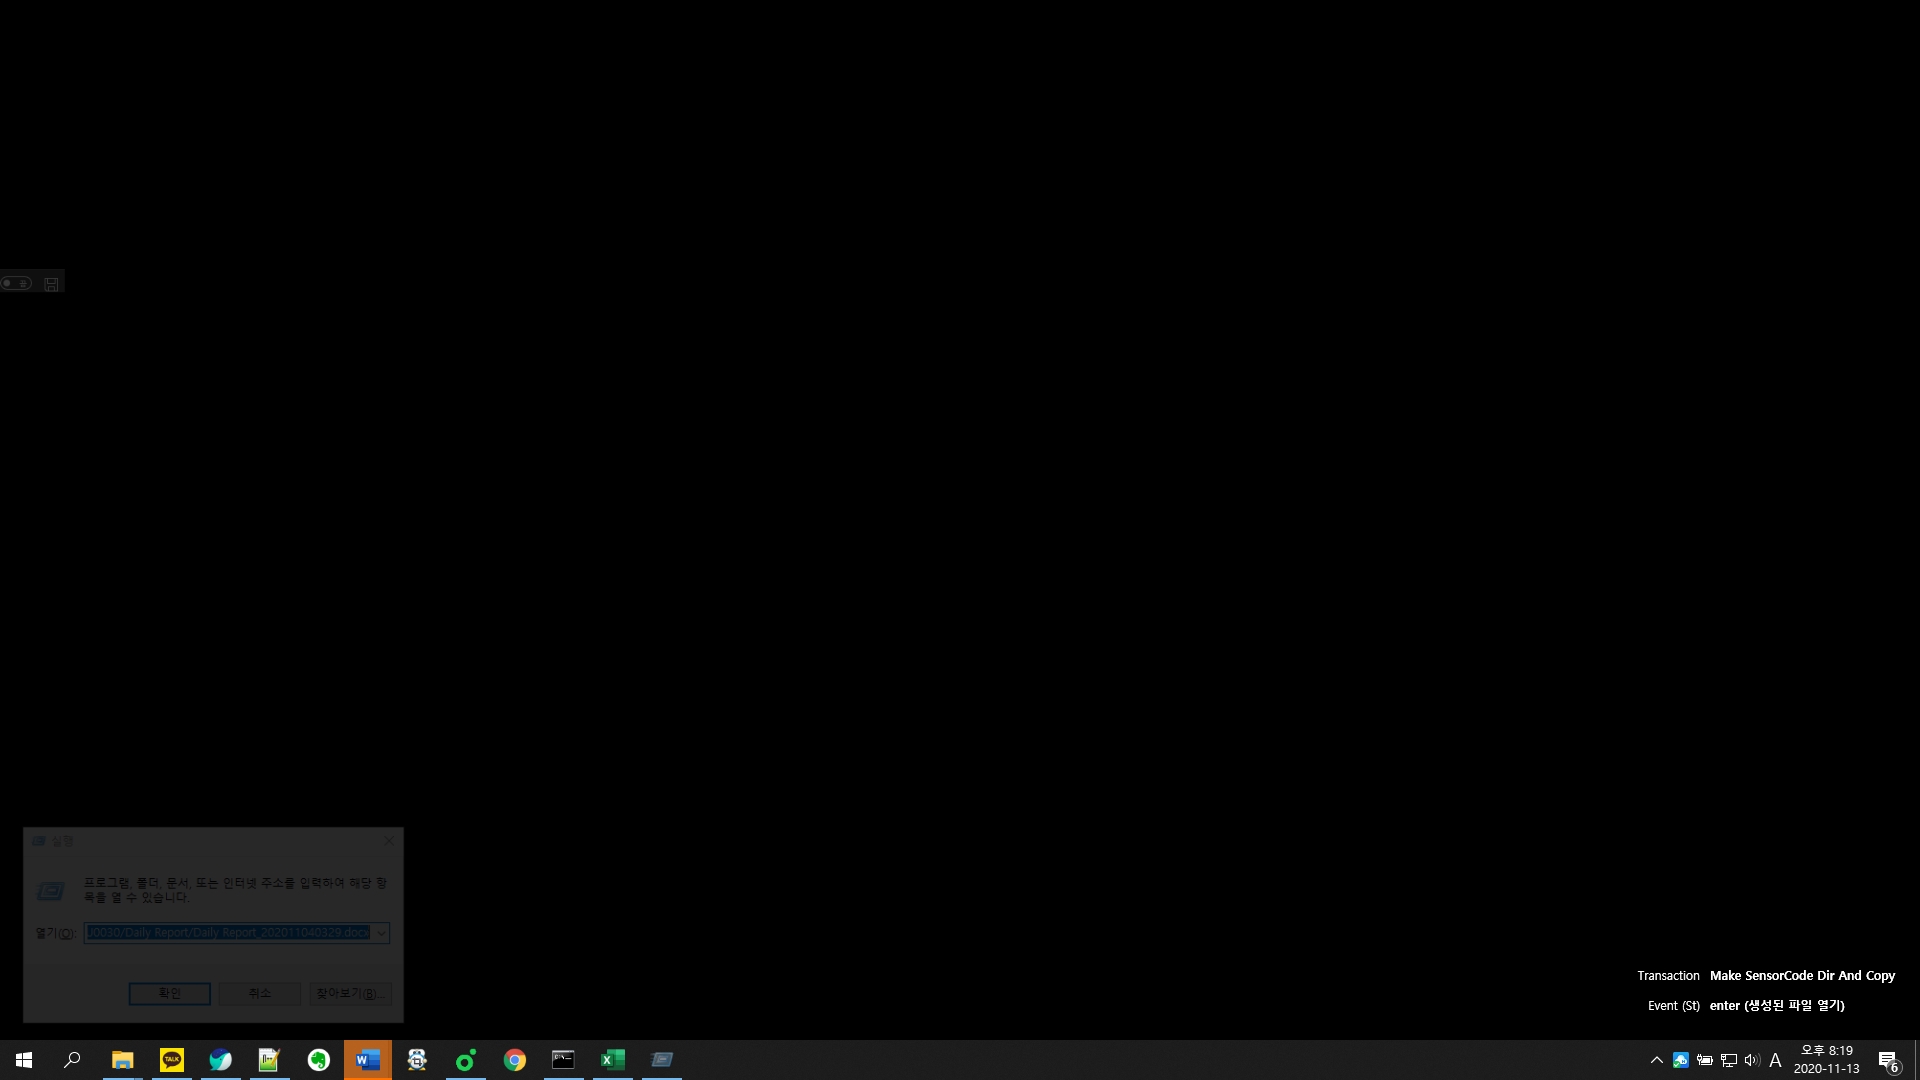 끔
실행
프로그램, 폴더, 문서, 또는 인터넷 주소를 입력하여 해당 항
목을 열 수 있습니다.
열기(O):
J0030/Daily Report/Daily Report_202011040329.docx
확인
취소
찾아보기(B)...
Transaction Make SensorCode Dir And Copy
Event (St) enter (생성된 파일 열기)
TALK
W
X
A
오후 8:19
2020-11-13
6